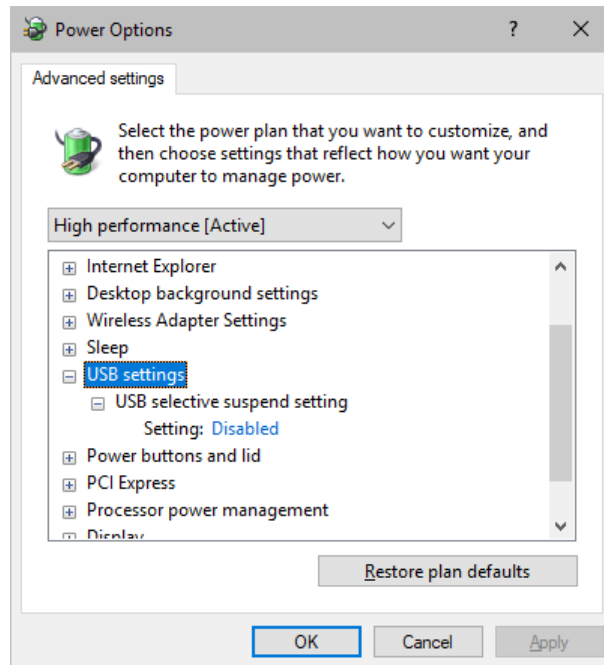 Power Options
Advanced settings
Select the power plan that you want to customize, and
then choose settings that reflect how you want your
computer to manage power.
High performance [Active]
Internet Explorer
Desktop background settings
Wireless Adapter Settings
Sleep
USB settings
USB selective suspend setting
Setting: Disabled
Power buttons and lid
PCI Express
Processor power management
Display
Restore plan defaults
OK Cancel Apply